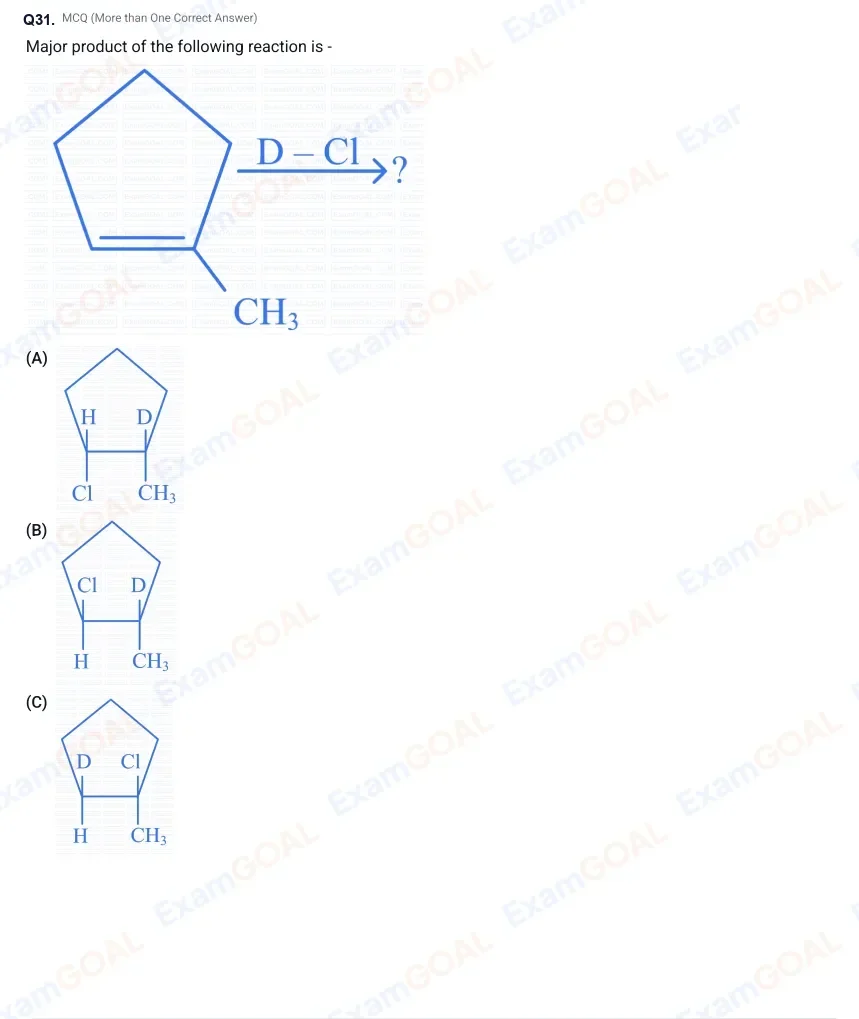 Q31. MCQ (More than One Correct Answer)
Major product of the following reaction is -
D – Cl
?
CH₃
(A)
H D
Cl CH₃
(B)
Cl D
H CH₃
(C)
D Cl
H CH₃
ExamGOAL